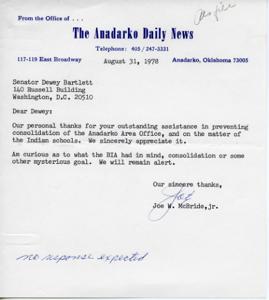 From the Office of . . .
The Anadarko Daily News
Telephone: 405 / 247-3331
117-119 East Broadway
Anadarko, Oklahoma 73005
August 31, 1978
Senator Dewey Bartlett
140 Russell Building
Washington, D.C. 20510
Dear Dewey:
Our personal thanks for your outstanding assistance in preventing
consolidation of the Anadarko Area Office, and on the matter of
the Indian schools. We sincerely appreciate it.
Am curious as to what the BIA had in mind, consolidation or some
other mysterious goal. We will remain alert.
Our sincere thanks,
Joe
Joe W. McBride,jr.
no response expected